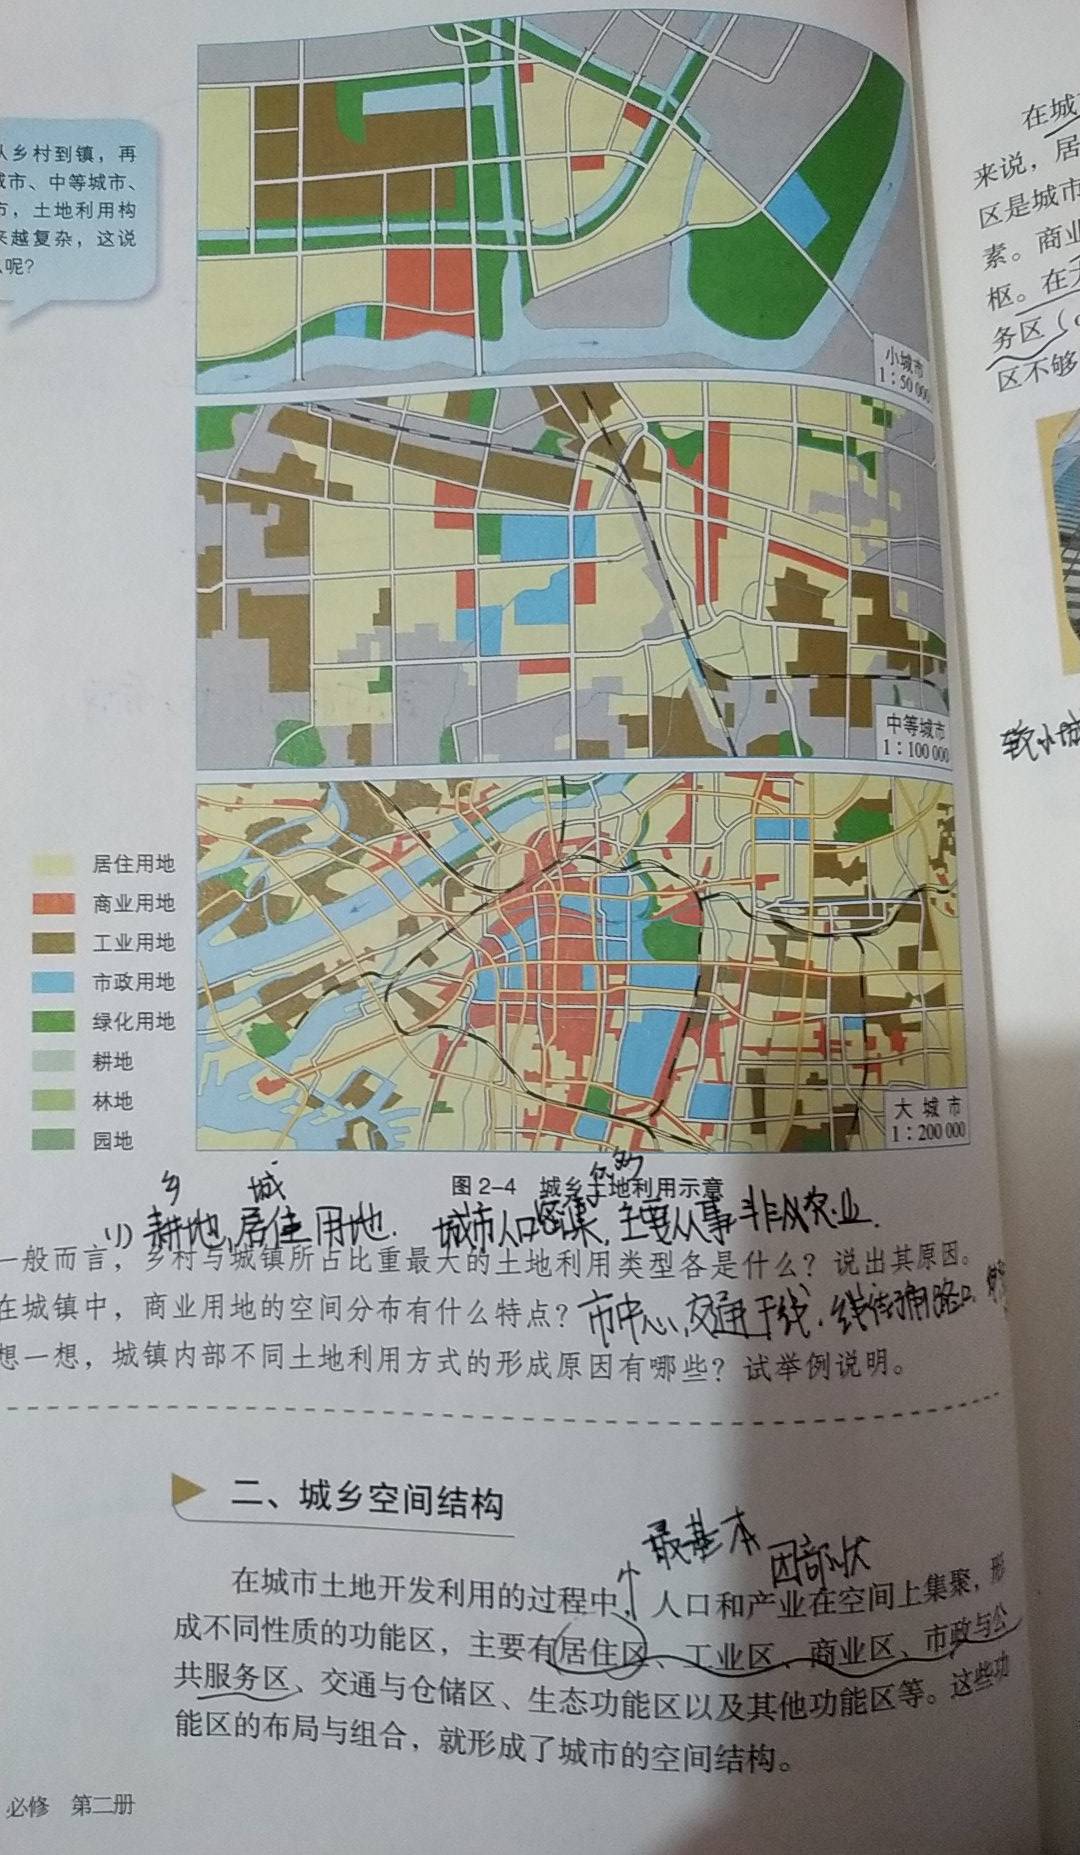 从乡村到镇，再
城市、中等城市、
市，土地利用构
来越复杂，这说
么呢？
小城市
1：50 000
中等城市
1：100 000
大城市
1：200 000
居住用地
商业用地
工业用地
市政用地
绿化用地
耕地
林地
园地
图 2-4 城乡土地利用示意
乡 城
(1) 耕地、居住用地. 城市人口密集，主要从事非农业.
一般而言，乡村与城镇所占比重最大的土地利用类型各是什么？说出其原因。
在城镇中，商业用地的空间分布有什么特点？市中心、交通干线、街角路口
想一想，城镇内部不同土地利用方式的形成原因有哪些？试举例说明。
二、城乡空间结构
最基本 团部状
在城市土地开发利用的过程中，人口和产业在空间上集聚，形
成不同性质的功能区，主要有居住区、工业区、商业区、市政与公
共服务区、交通与仓储区、生态功能区以及其他功能区等。这些功
能区的布局与组合，就形成了城市的空间结构。
必修 第二册
在城
来说，居
区是城市
素。商业
枢。在
务区（
区不够